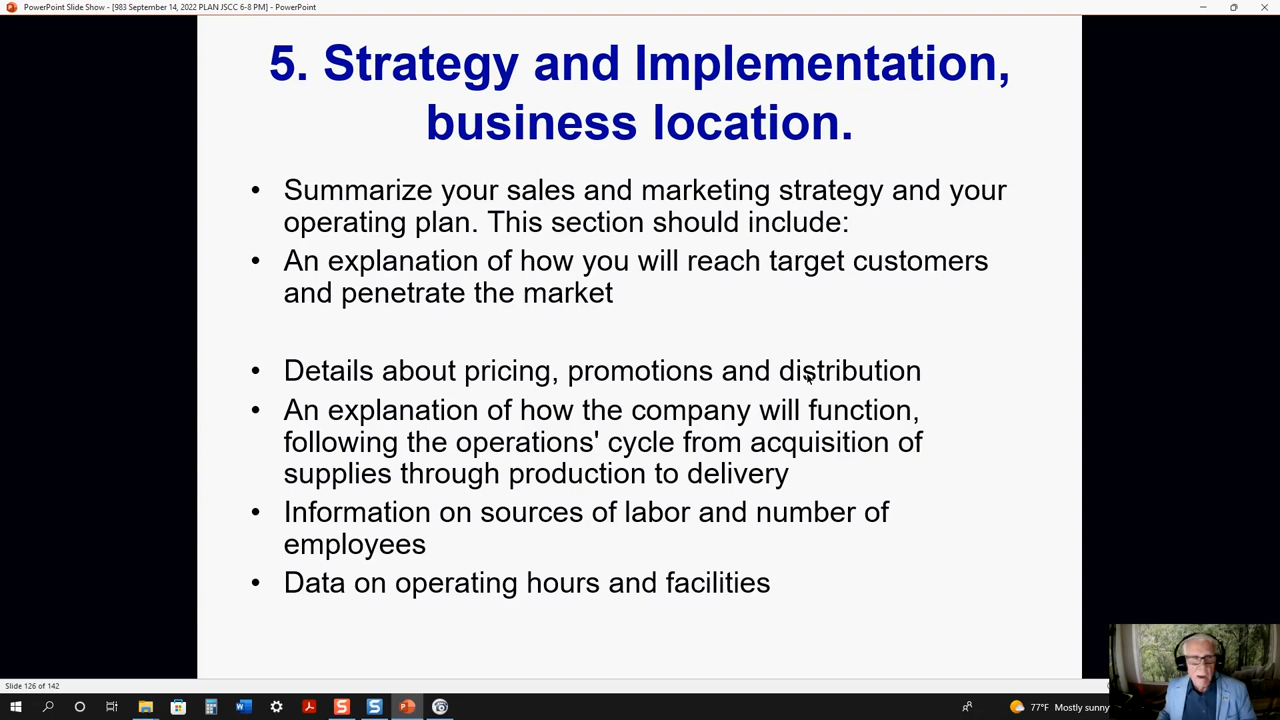 PowerPoint Slide Show - [983 September 14, 2022 PLAN JSCC 6-8 PM] - PowerPoint
5. Strategy and Implementation,
business location.
• Summarize your sales and marketing strategy and your
operating plan. This section should include:
• An explanation of how you will reach target customers
and penetrate the market
• Details about pricing, promotions and distribution
• An explanation of how the company will function,
following the operations' cycle from acquisition of
supplies through production to delivery
• Information on sources of labor and number of
employees
• Data on operating hours and facilities
Slide 126 of 142
77°F Mostly sunny